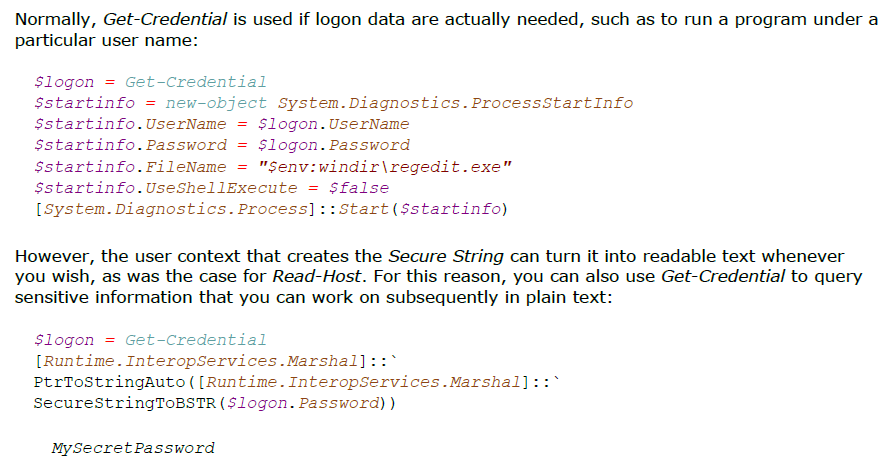 Normally, Get-Credential is used if logon data are actually needed, such as to run a program under a
particular user name:
$logon = Get-Credential
$startinfo = new-object System.Diagnostics.ProcessStartInfo
$startinfo.UserName = $logon.UserName
$startinfo.Password = $logon.Password
$startinfo.FileName = "$env:windir\regedit.exe"
$startinfo.UseShellExecute = $false
[System.Diagnostics.Process]::Start($startinfo)
However, the user context that creates the Secure String can turn it into readable text whenever
you wish, as was the case for Read-Host. For this reason, you can also use Get-Credential to query
sensitive information that you can work on subsequently in plain text:
$logon = Get-Credential
[Runtime.InteropServices.Marshal]::`
PtrToStringAuto([Runtime.InteropServices.Marshal]::`
SecureStringToBSTR($logon.Password))
MySecretPassword